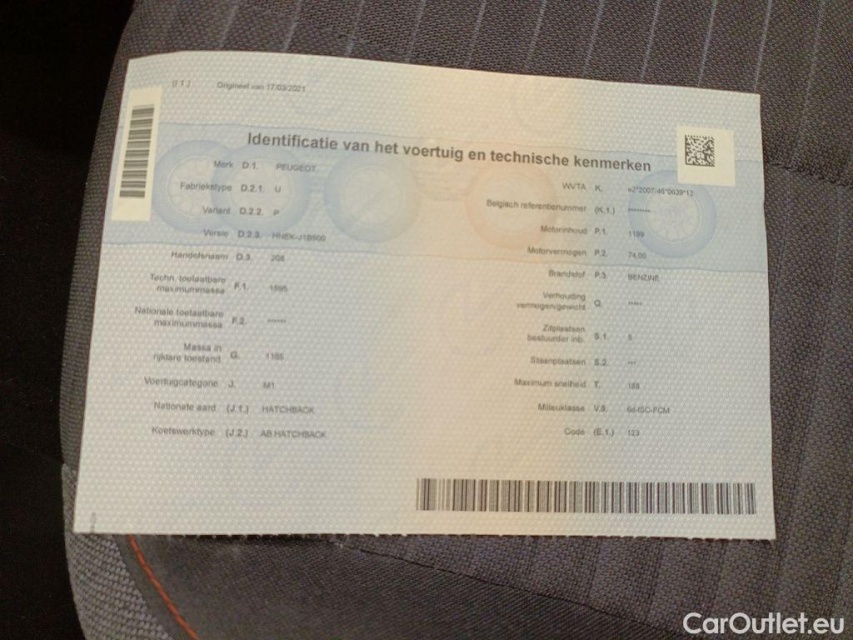 Origineel van 17/03/2021
Identificatie van het voertuig en technische kenmerken
Merk D.1. PEUGEOT
Fabriekstype D.2.1. U
Variant D.2.2. P
Versie D.2.3.
Handelsnaam D.3. 208
Techn. toelaatbare
maximummassa F.1.
Nationale toelaatbare
maximummassa F.2. ------
Massa in
rijklare toestand G. 1165
Voertuigcategorie J. M1
Nationale aard (J.1.) HATCHBACK
Koetswerktype (J.2.) AB HATCHBACK
WVTA K.
Belgisch referentienummer (K.1.)
Motorinhoud P.1. 1199
Motorvermogen P.2. 74,00
Brandstof P.3. BENZINE
Verhouding
vermogen/gewicht Q. -----
Zitplaatsen
bestuurder inb. S.1. 5
Staanplaatsen S.2. ---
Maximum snelheid T. 188
Milieuklasse V.9.
Code (E.1.) 123
CarOutlet.eu